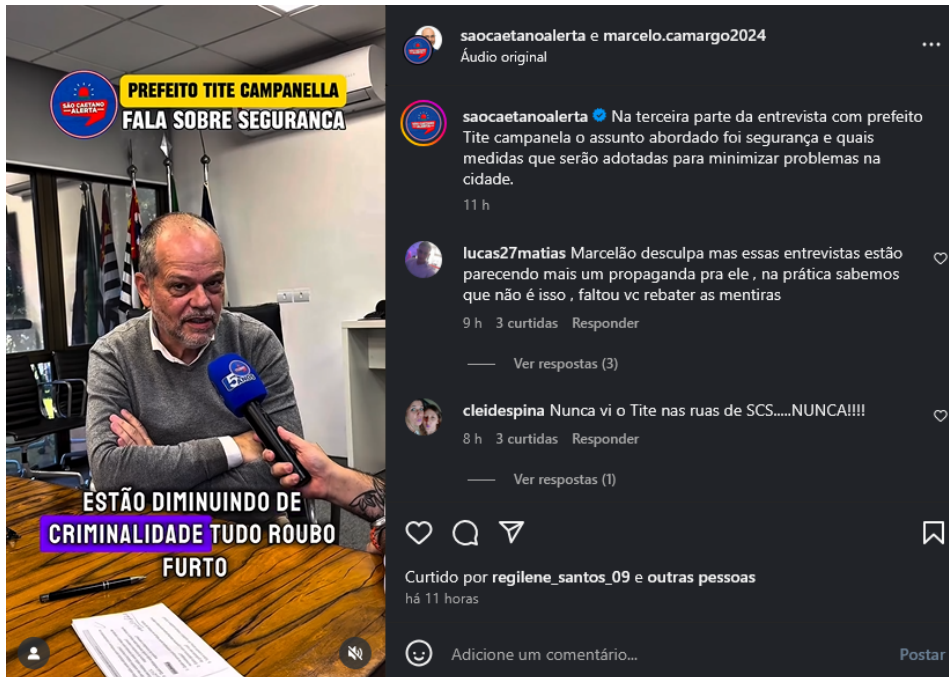 SÃO CAETANO
ALERTA
PREFEITO TITE CAMPANELLA
FALA SOBRE SEGURANCA
5 ANOS
ESTÃO DIMINUINDO DE
CRIMINALIDADE TUDO ROUBO
FURTO
saocaetanoalerta e marcelo.camargo2024
Áudio original
saocaetanoalerta Na terceira parte da entrevista com prefeito
Tite campanela o assunto abordado foi segurança e quais
medidas que serão adotadas para minimizar problemas na
cidade.
11 h
lucas27matias Marcelão desculpa mas essas entrevistas estão
parecendo mais um propaganda pra ele , na prática sabemos
que não é isso , faltou vc rebater as mentiras
9 h 3 curtidas Responder
Ver respostas (3)
cleidespina Nunca vi o Tite nas ruas de SCS.....NUNCA!!!!
8 h 3 curtidas Responder
Ver respostas (1)
Curtido por regilene_santos_09 e outras pessoas
há 11 horas
Adicione um comentário...
Postar